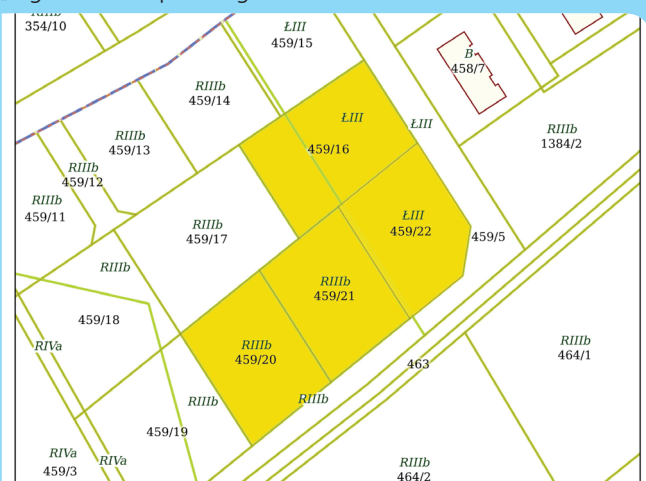 354/10
ŁIII
459/15
B
458/7
RIIIb
459/14
ŁIII
ŁIII
RIIIb
1384/2
RIIIb
459/13
459/16
RIIIb
459/12
RIIIb
459/11
RIIIb
459/17
ŁIII
459/22
459/5
RIIIb
RIIIb
459/21
459/18
RIVa
RIIIb
459/20
463
RIIIb
464/1
RIIIb
RIIIb
459/19
RIVa
459/3
RIVa
RIIIb
464/2